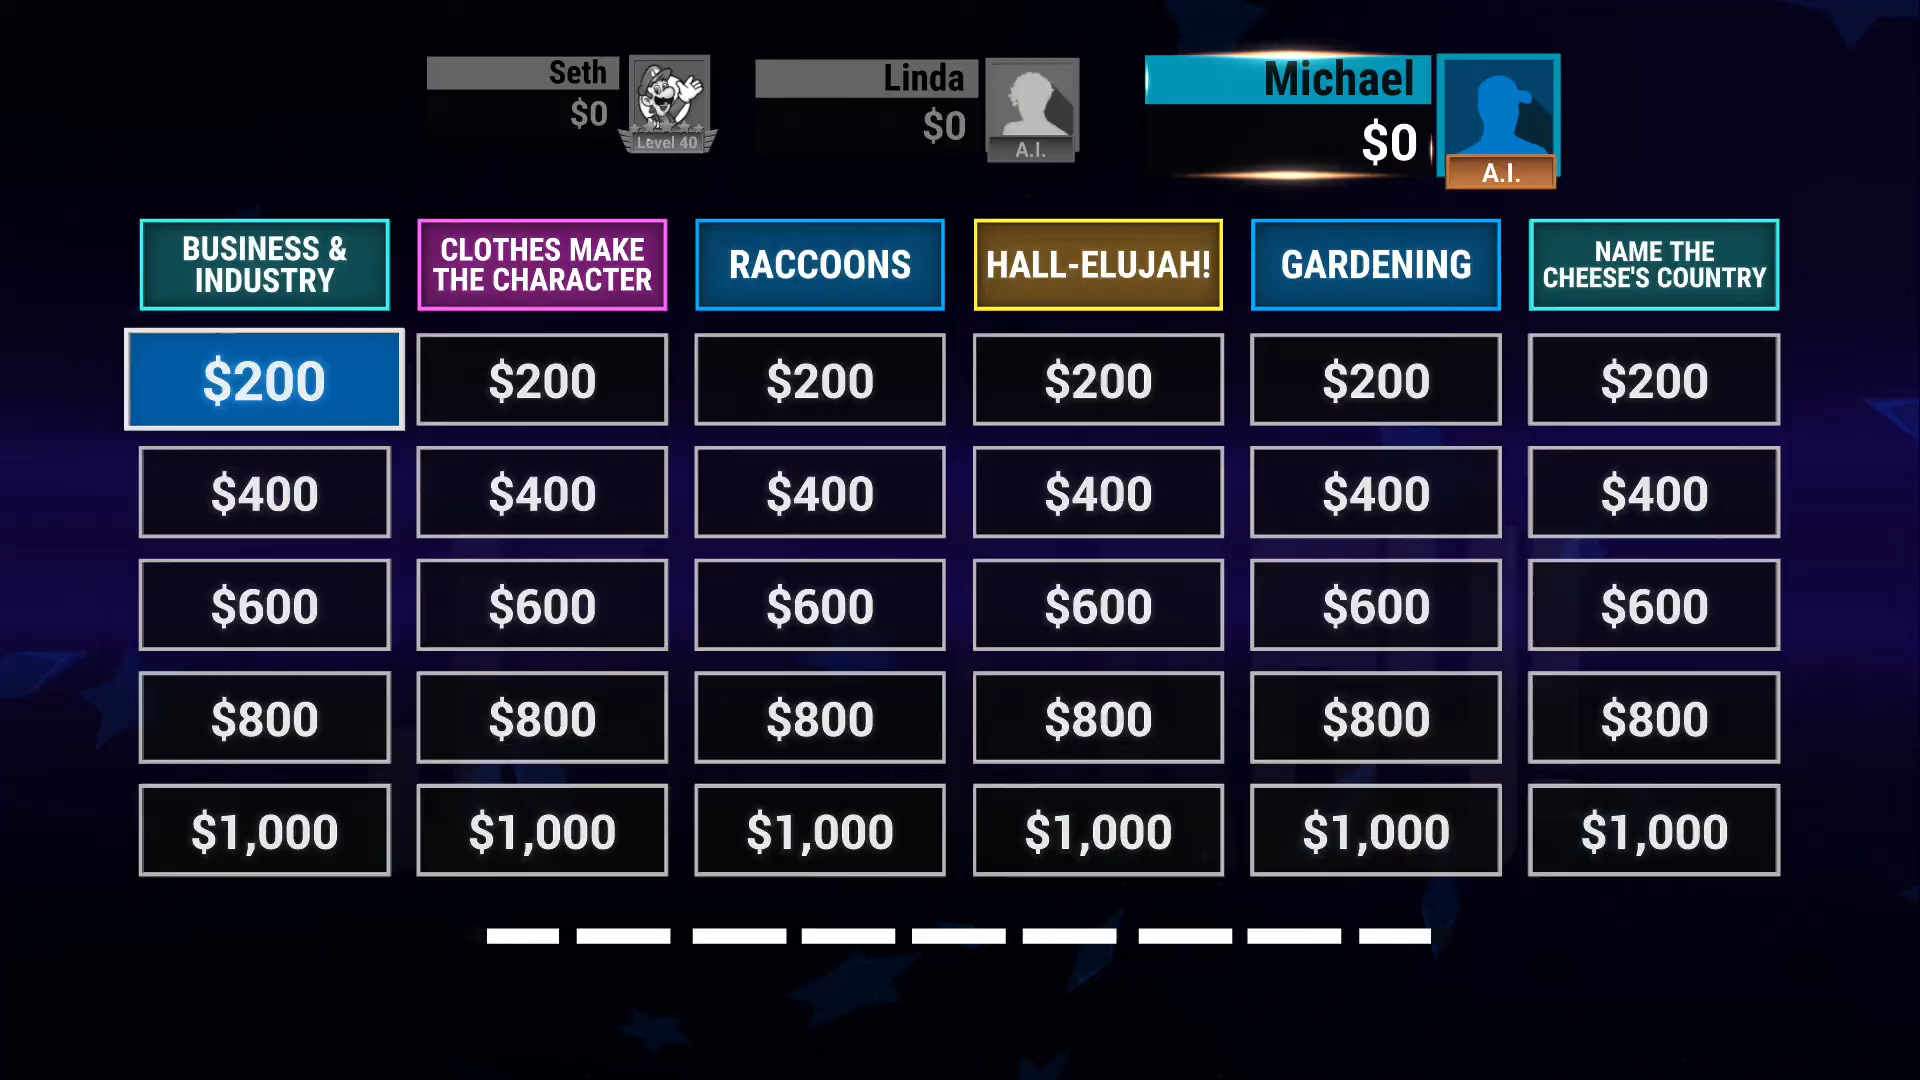 Seth
$0
Level 40
Linda
$0
A.I.
Michael
$0
A.I.
BUSINESS &
INDUSTRY
CLOTHES MAKE
THE CHARACTER
RACCOONS
HALL-ELUJAH!
GARDENING
NAME THE
CHEESE'S COUNTRY
$200 $200 $200 $200 $200 $200
$400 $400 $400 $400 $400 $400
$600 $600 $600 $600 $600 $600
$800 $800 $800 $800 $800 $800
$1,000 $1,000 $1,000 $1,000 $1,000 $1,000